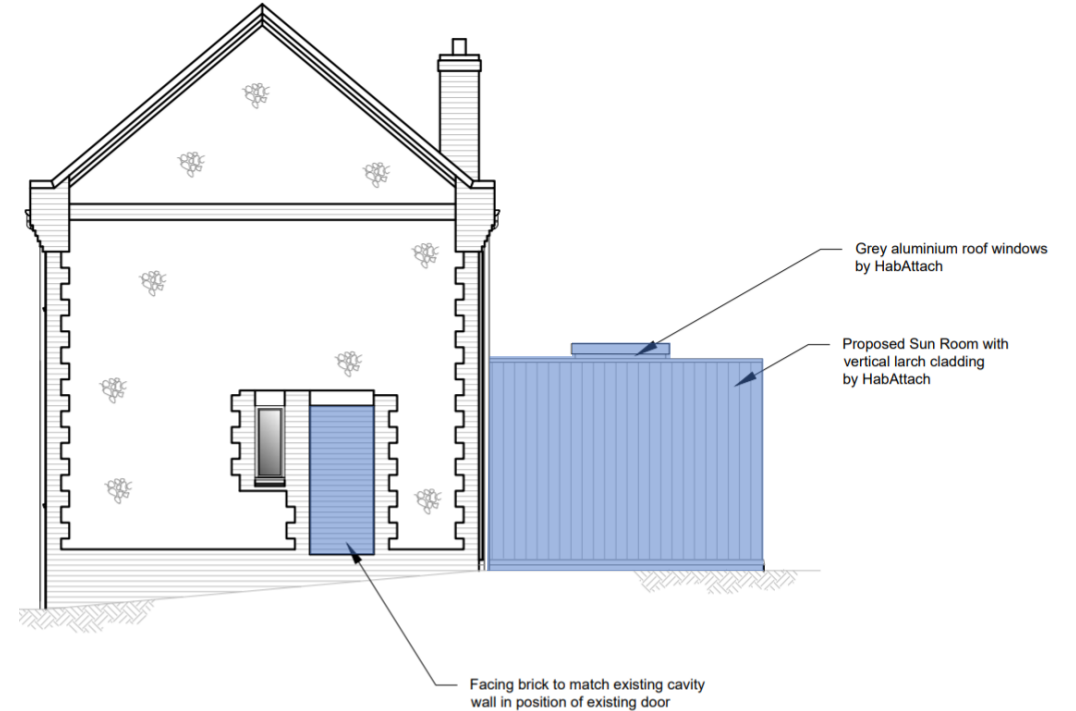 Grey aluminium roof windows
by HabAttach
Proposed Sun Room with
vertical larch cladding
by HabAttach
Facing brick to match existing cavity
wall in position of existing door